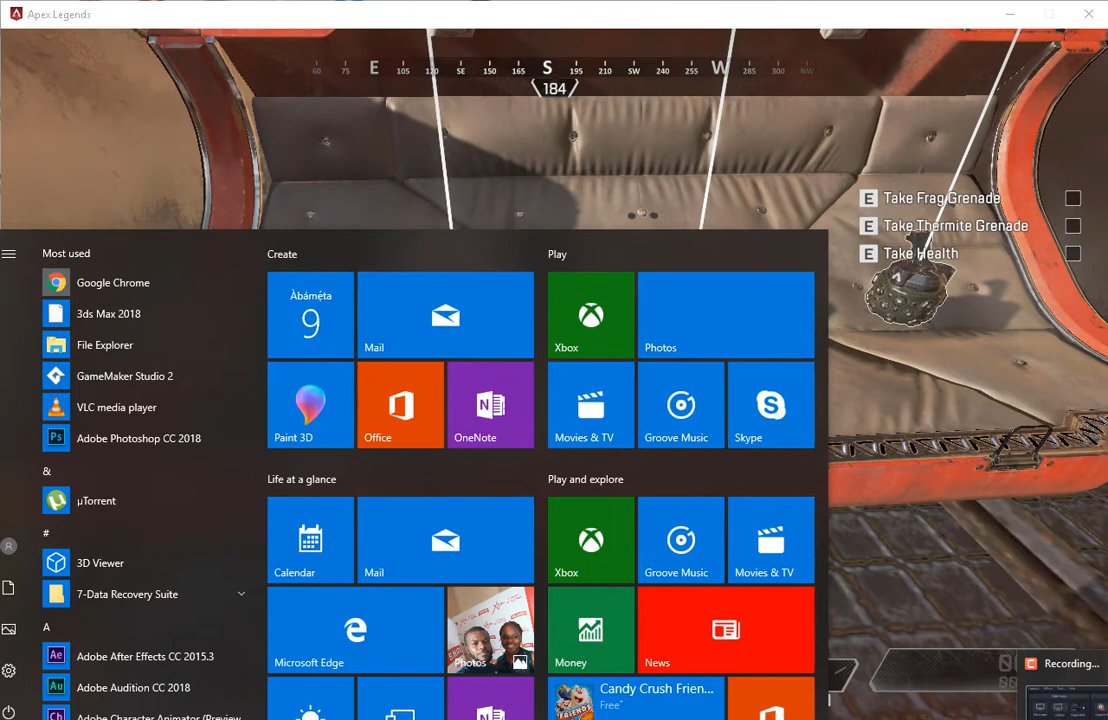 Apex Legends
60 75 E 105 120 SE 150 165 S 195 210 SW 240 255 W 285 300 NW
184
E Take Frag Grenade
E Take Thermite Grenade
E Take Health
Most used
Google Chrome
3ds Max 2018
File Explorer
GameMaker Studio 2
VLC media player
Adobe Photoshop CC 2018
&
µTorrent
#
3D Viewer
7-Data Recovery Suite
A
Adobe After Effects CC 2015.3
Adobe Audition CC 2018
Adobe Character Animator (Preview
Create
Àbámẹ́ta
9
Mail
Paint 3D
Office
OneNote
Play
Xbox
Photos
Movies & TV
Groove Music
Skype
Life at a glance
Calendar
Mail
Microsoft Edge
Photos
Play and explore
Xbox
Groove Music
Movies & TV
Money
News
Candy Crush Frien...
Free+
Recording...